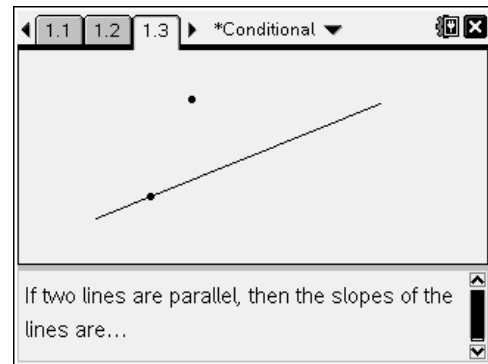 1.1 1.2 1.3 *Conditional
If two lines are parallel, then the slopes of the
lines are...